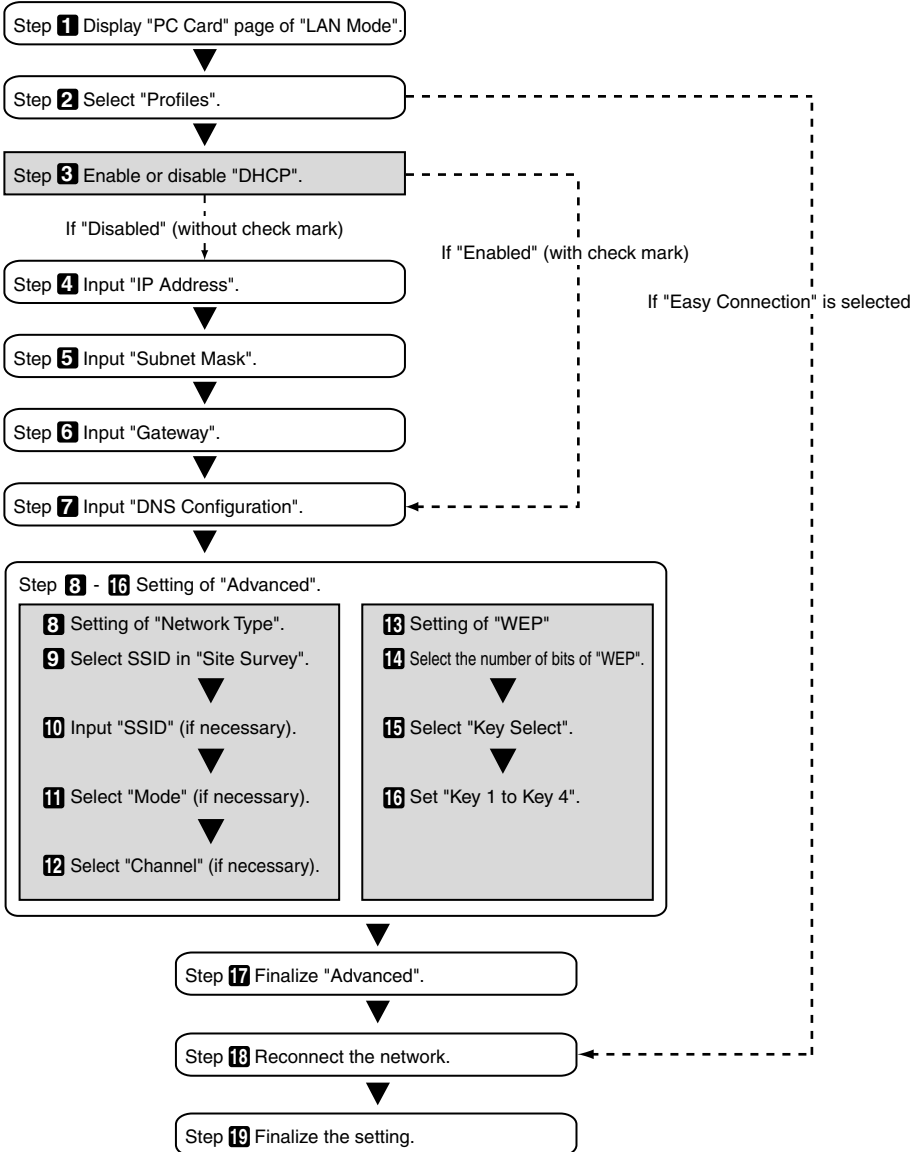 Step 1 Display "PC Card" page of "LAN Mode".
Step 2 Select "Profiles".
Step 3 Enable or disable "DHCP".
If "Disabled" (without check mark)
If "Enabled" (with check mark)
If "Easy Connection" is selected
Step 4 Input "IP Address".
Step 5 Input "Subnet Mask".
Step 6 Input "Gateway".
Step 7 Input "DNS Configuration".
Step 8 - 16 Setting of "Advanced".
8 Setting of "Network Type".
9 Select SSID in "Site Survey".
10 Input "SSID" (if necessary).
11 Select "Mode" (if necessary).
12 Select "Channel" (if necessary).
13 Setting of "WEP"
14 Select the number of bits of "WEP".
15 Select "Key Select".
16 Set "Key 1 to Key 4".
Step 17 Finalize "Advanced".
Step 18 Reconnect the network.
Step 19 Finalize the setting.